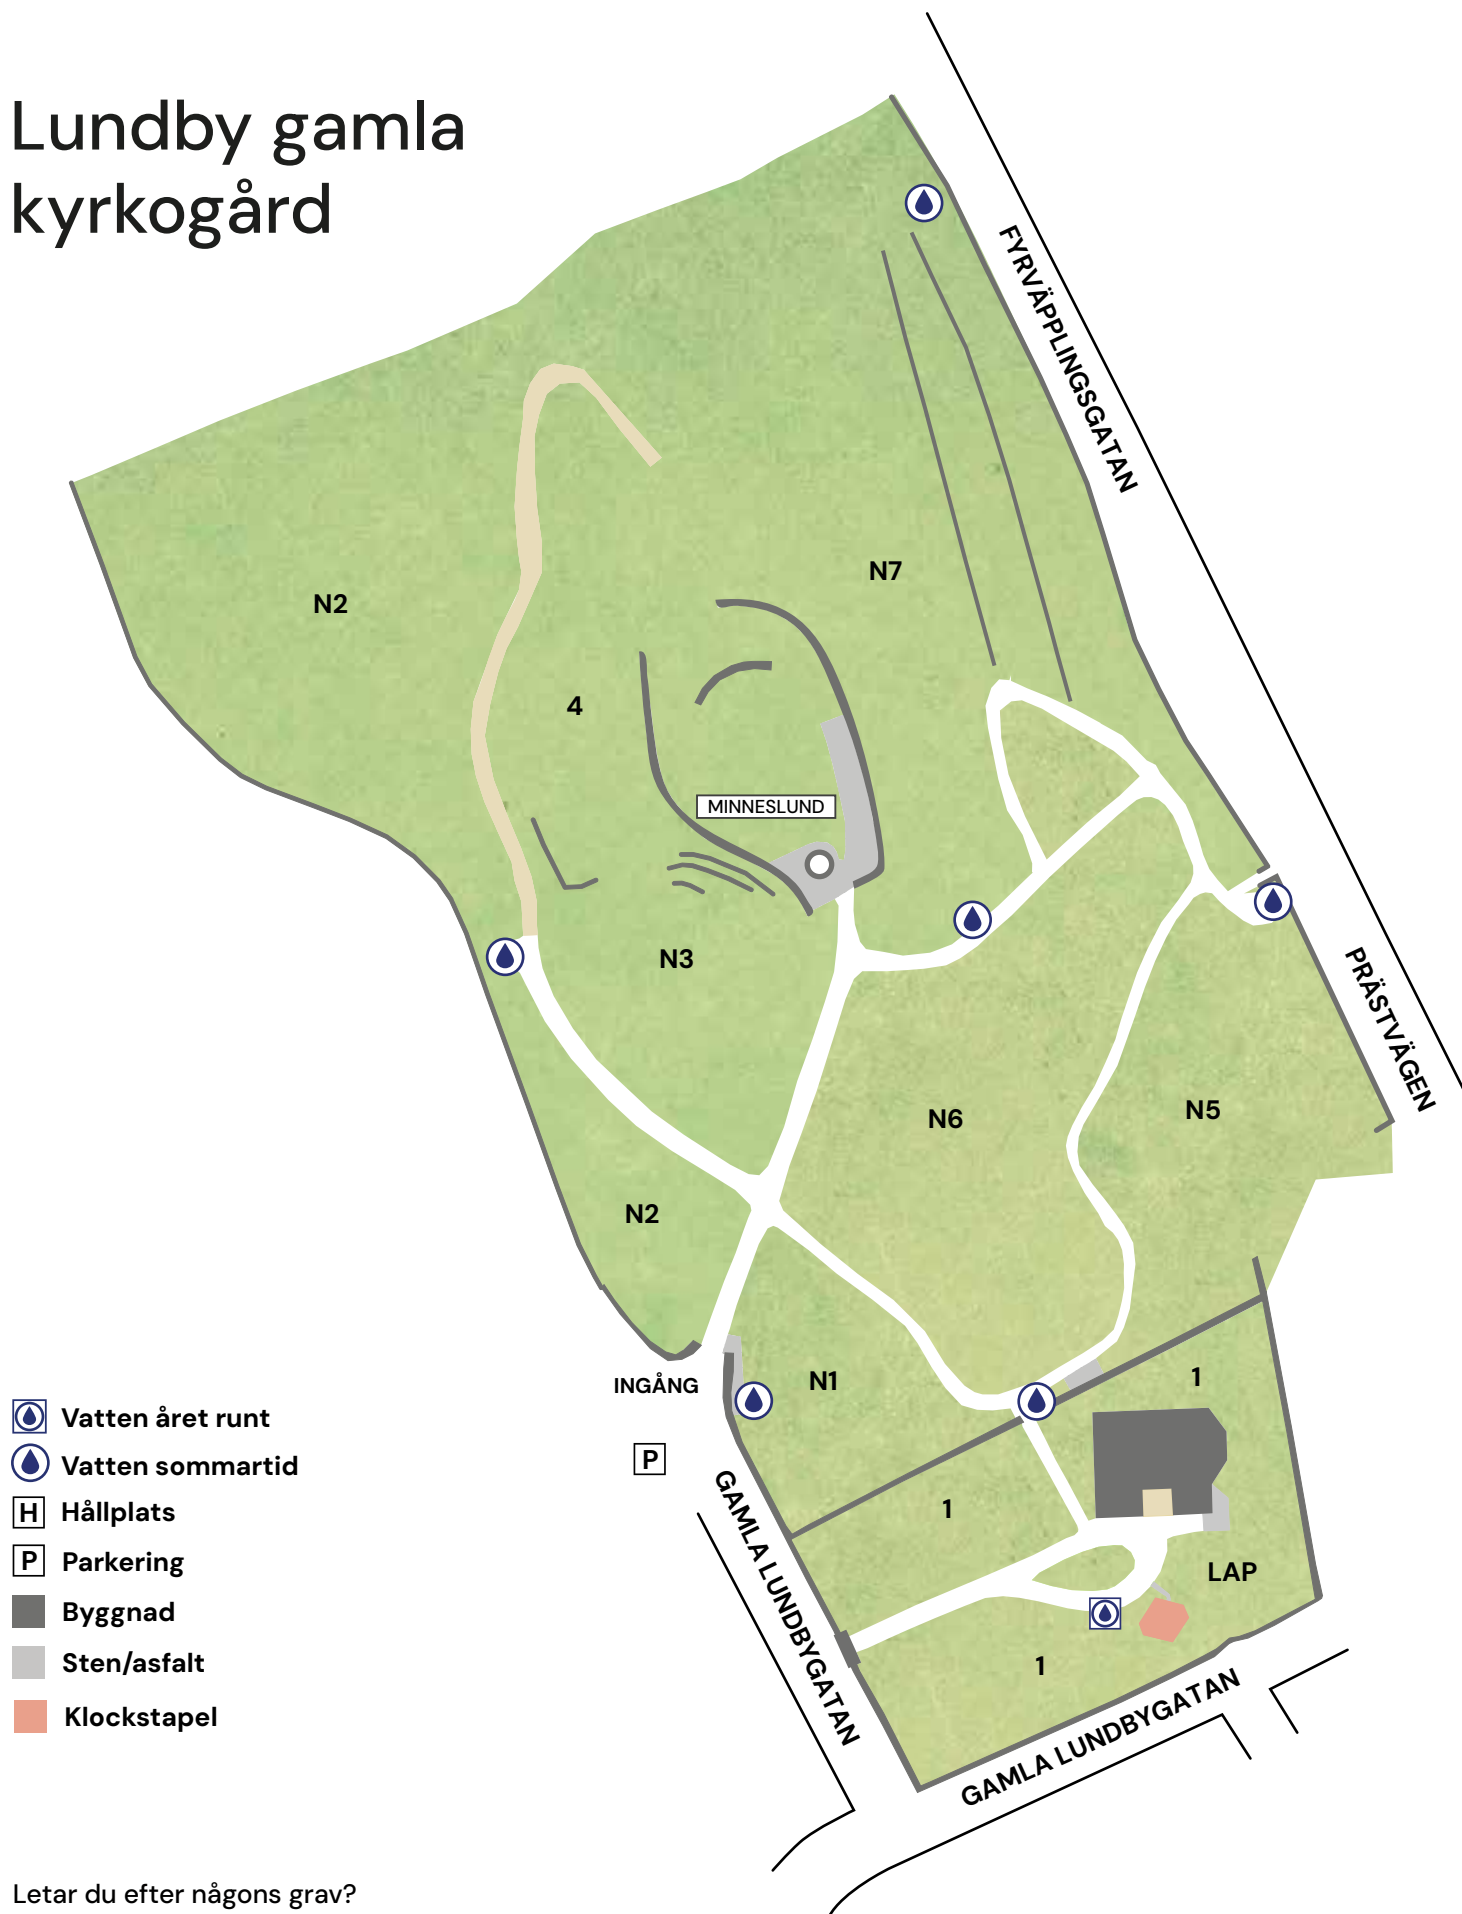 Lundby gamla
kyrkogård
FYRVÄPPLINGSGATAN
N7
N2
4
MINNESLUND
N3
PRÄSTVÄGEN
N6
N5
N2
INGÅNG
N1
1
P
1
GAMLA LUNDBYGATAN
LAP
1
GAMLA LUNDBYGATAN
Vatten året runt
Vatten sommartid
H Hållplats
P Parkering
Byggnad
Sten/asfalt
Klockstapel
Letar du efter någons grav?